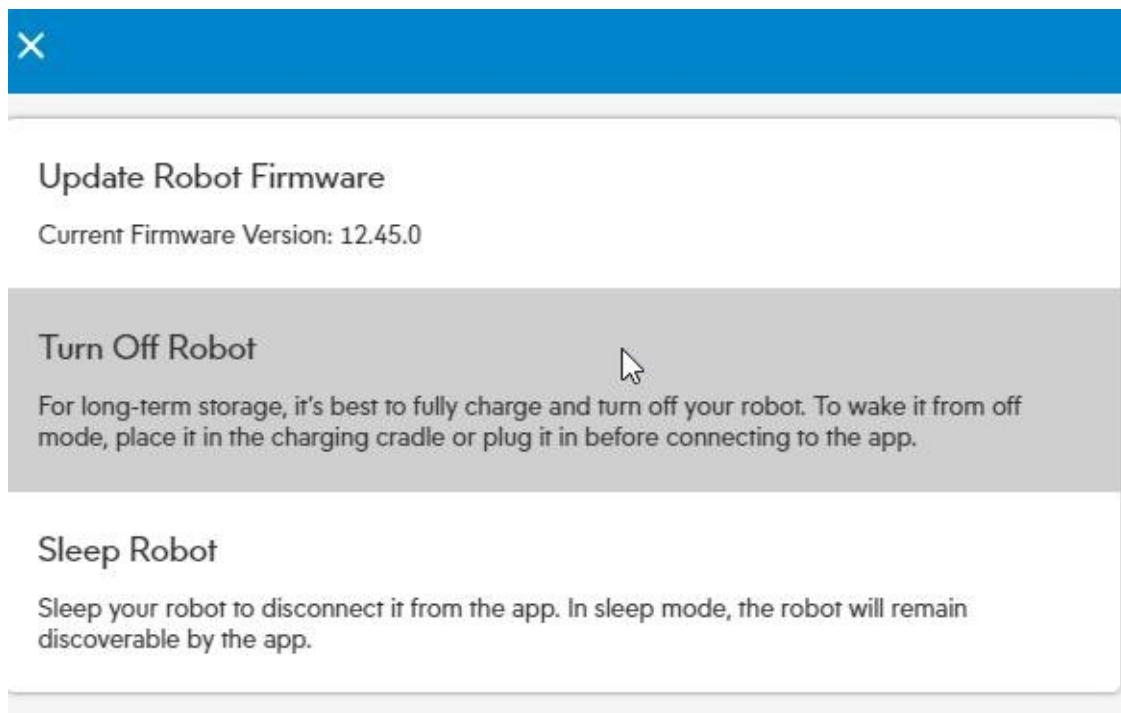 Update Robot Firmware
Current Firmware Version: 12.45.0
Turn Off Robot
For long-term storage, it's best to fully charge and turn off your robot. To wake it from off
mode, place it in the charging cradle or plug it in before connecting to the app.
Sleep Robot
Sleep your robot to disconnect it from the app. In sleep mode, the robot will remain
discoverable by the app.